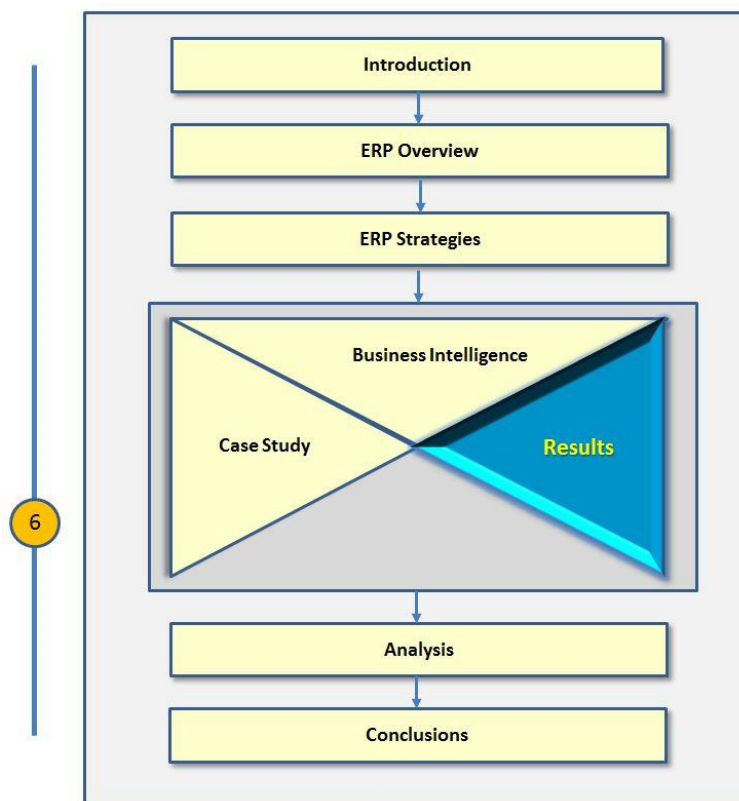 Introduction
ERP Overview
ERP Strategies
Business Intelligence
Case Study
Results
6
Analysis
Conclusions